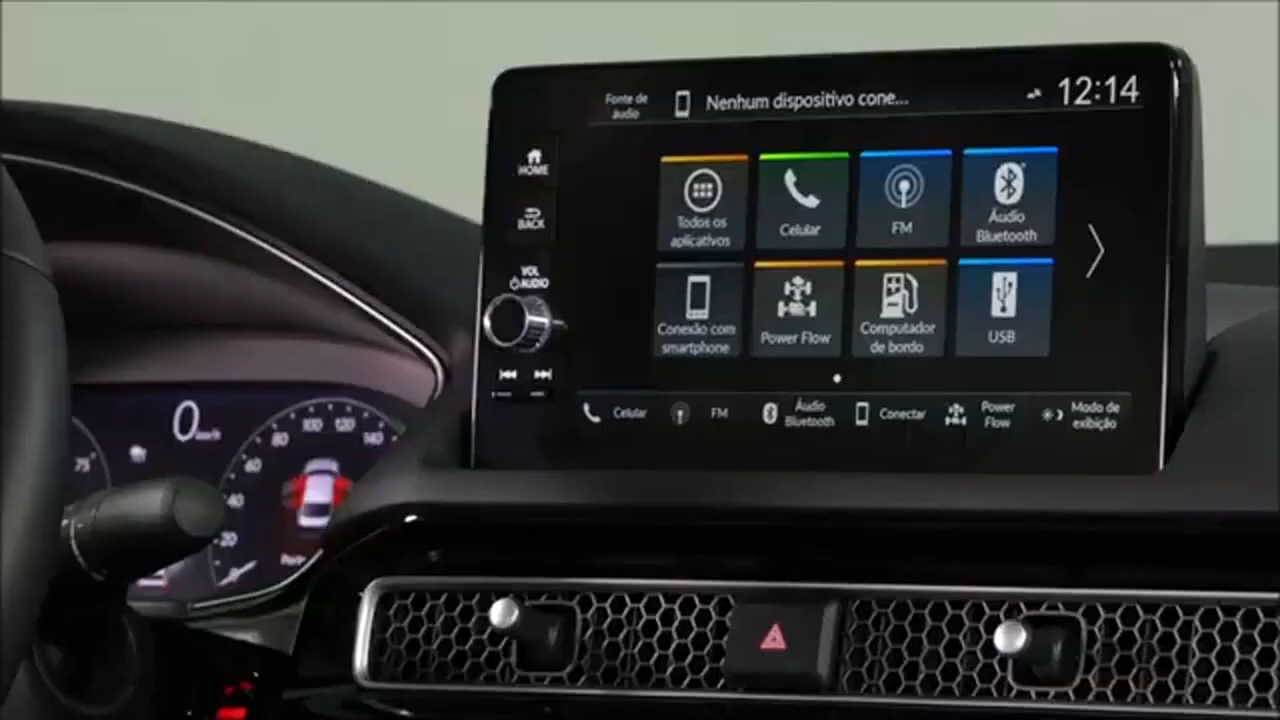 Fonte de
áudio
Nenhum dispositivo cone...
12:14
HOME
BACK
VOL
AUDIO
Todos os
aplicativos
Celular
FM
Áudio
Bluetooth
Conexão com
smartphone
Power Flow
Computador
de bordo
USB
Celular
FM
Áudio
Bluetooth
Conectar
Power
Flow
Modo de
exibição
0 km/h
75
20
40
60
80
100
120
140